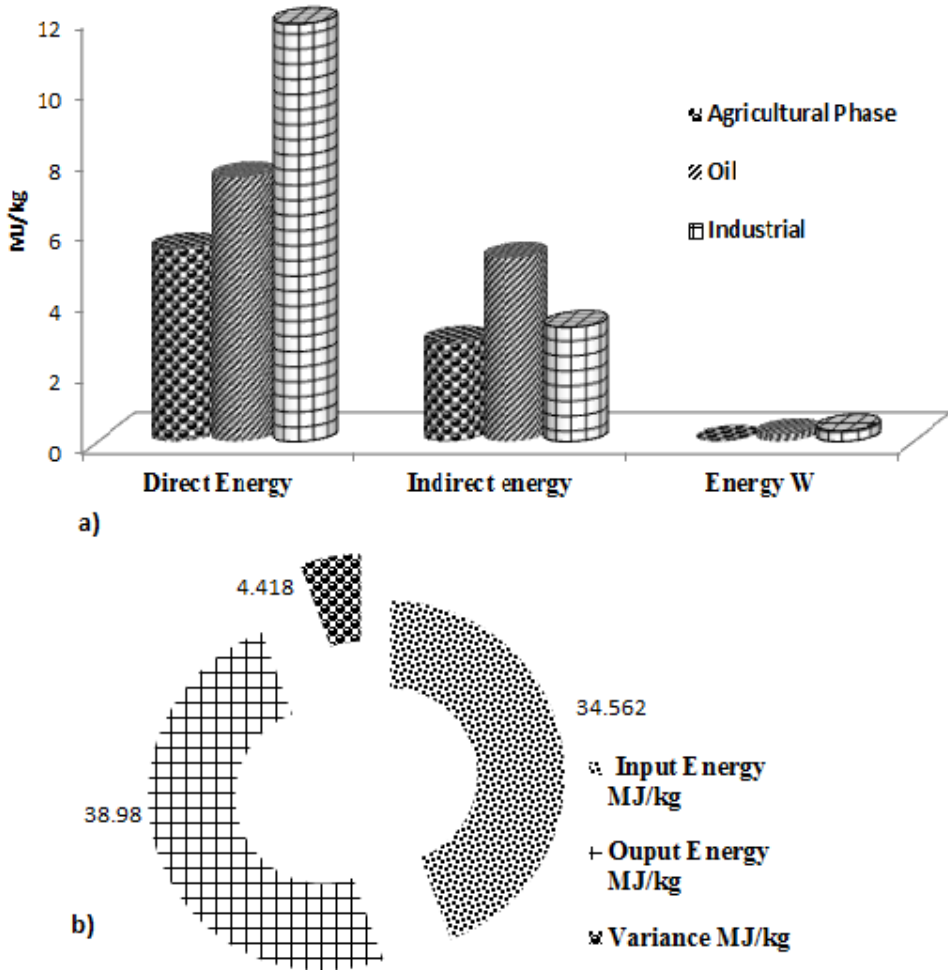 12
10
8
6
4
2
0
MJ/kg
Agricultural Phase
Oil
Industrial
Direct Energy
Indirect energy
Energy W
a)
4.418
34.562
38.98
Input Energy
MJ/kg
Ouput Energy
MJ/kg
Variance MJ/kg
b)